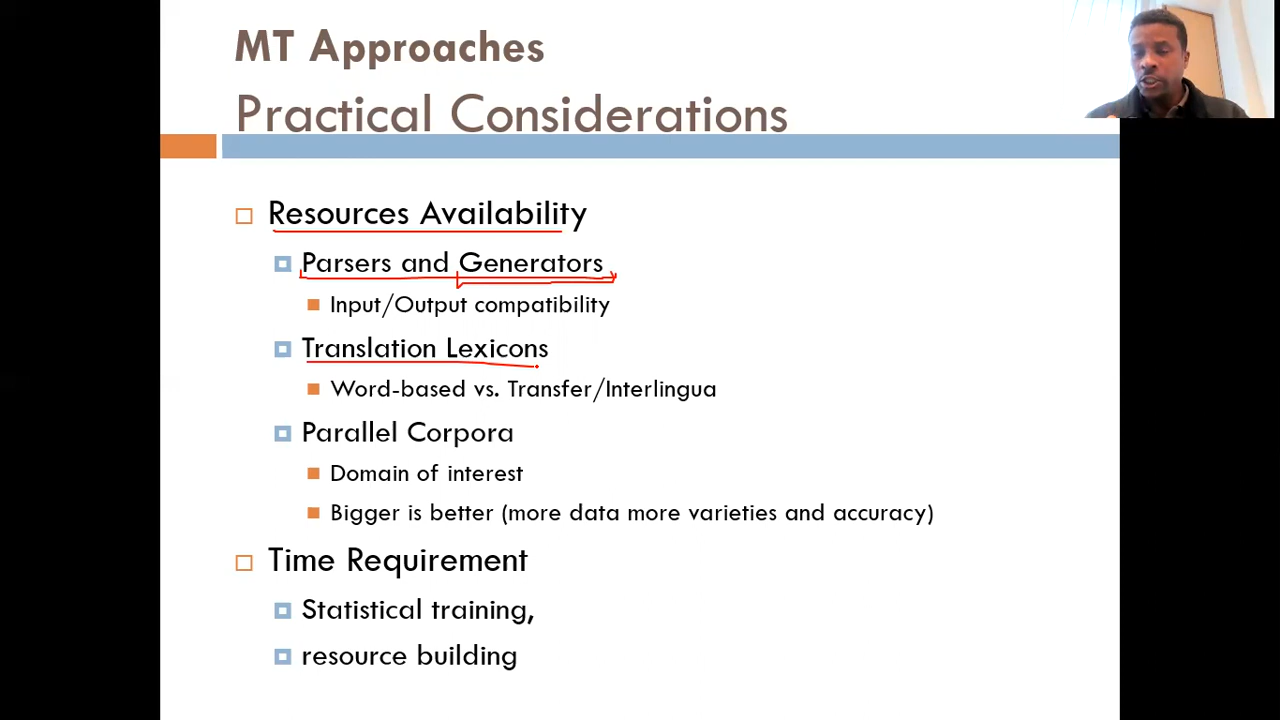 MT Approaches
Practical Considerations
Resources Availability
Parsers and Generators
Input/Output compatibility
Translation Lexicons
Word-based vs. Transfer/Interlingua
Parallel Corpora
Domain of interest
Bigger is better (more data more varieties and accuracy)
Time Requirement
Statistical training,
resource building